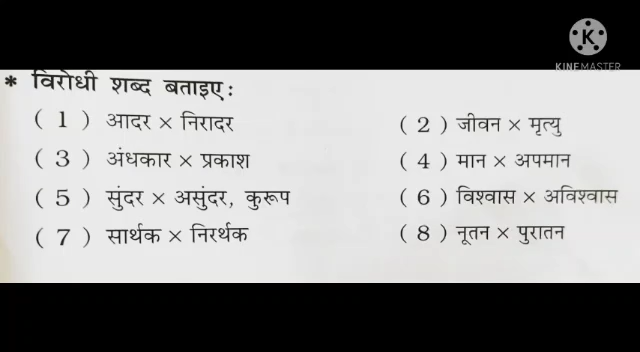 K
KINEMASTER
* विरोधी शब्द बताइए:
( 1 ) आदर × निरादर ( 2 ) जीवन × मृत्यु
( 3 ) अंधकार × प्रकाश ( 4 ) मान × अपमान
( 5 ) सुंदर × असुंदर, कुरूप ( 6 ) विश्वास × अविश्वास
( 7 ) सार्थक × निरर्थक ( 8 ) नूतन × पुरातन